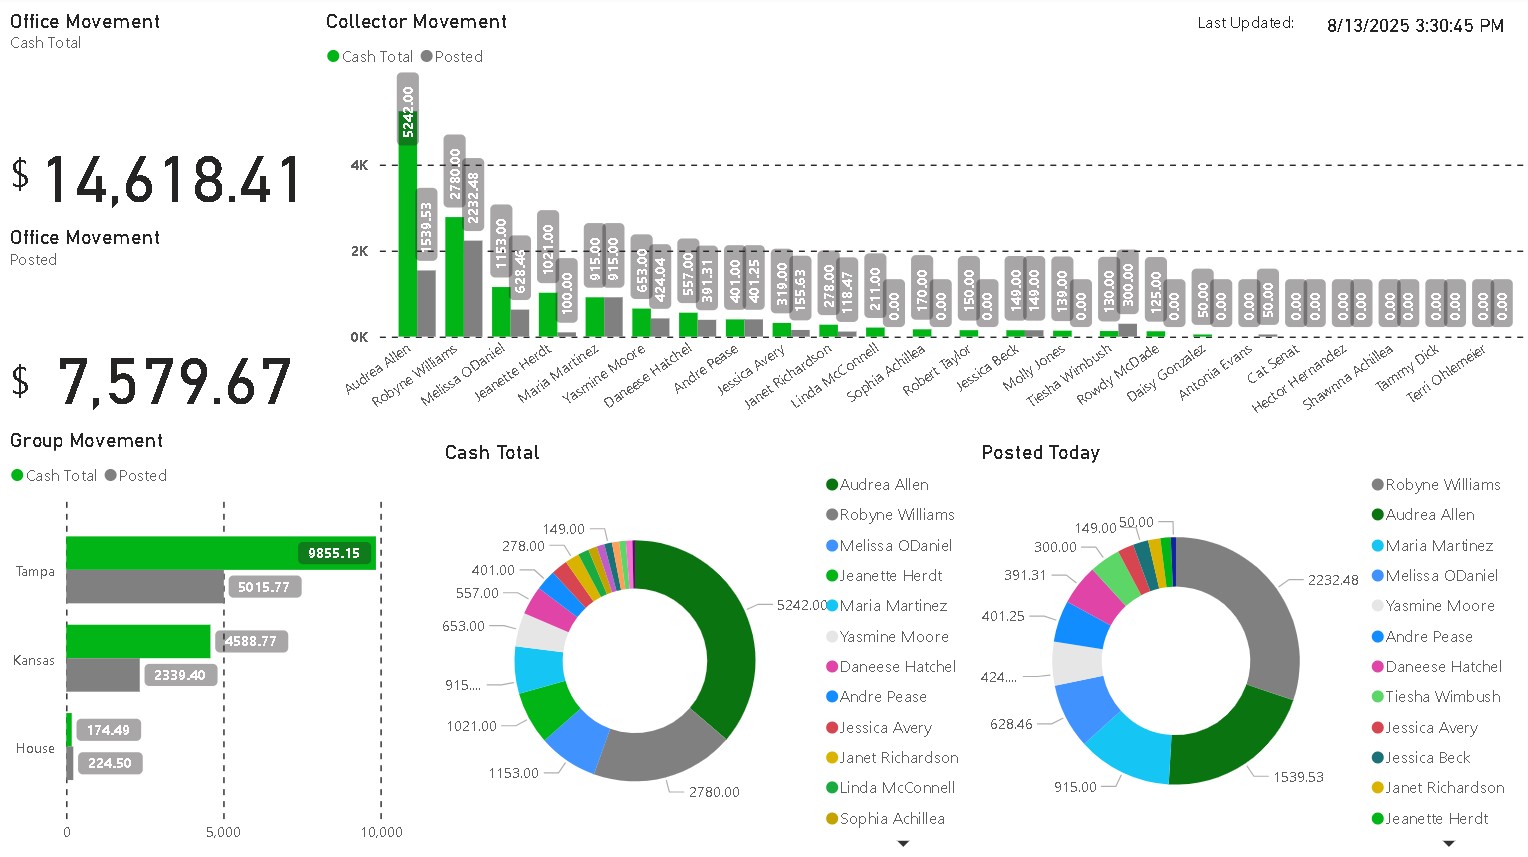 Office Movement
Cash Total
$ 14,618.41
Office Movement
Posted
$ 7,579.67
Collector Movement
Cash Total Posted
Last Updated: 8/13/2025 3:30:45 PM
4K
2K
0K
5242.00
1539.53
2780.00
2232.48
1153.00
628.46
1021.00
100.00
915.00
915.00
653.00
424.04
557.00
391.31
401.00
401.25
319.00
155.63
278.00
118.47
211.00
0.00
170.00
0.00
150.00
0.00
149.00
149.00
139.00
0.00
130.00
300.00
125.00
0.00
50.00
0.00
0.00
50.00
0.00
0.00
0.00
0.00
0.00
0.00
0.00
0.00
0.00
0.00
Audrea Allen
Robyne Williams
Melissa ODaniel
Jeanette Herdt
Maria Martinez
Yasmine Moore
Daneese Hatchel
Andre Pease
Jessica Avery
Janet Richardson
Linda McConnell
Sophia Achillea
Robert Taylor
Jessica Beck
Molly Jones
Tiesha Wimbush
Rowdy McDade
Daisy Gonzalez
Antonia Evans
Cat Senat
Hector Hernandez
Shawnna Achillea
Tammy Dick
Terri Ohlemeier
Group Movement
Cash Total Posted
Tampa
9855.15
5015.77
Kansas
4588.77
2339.40
House
174.49
224.50
0 5,000 10,000
Cash Total
149.00
278.00
401.00
557.00
653.00
915....
1021.00
1153.00
2780.00
5242.00
Audrea Allen
Robyne Williams
Melissa ODaniel
Jeanette Herdt
Maria Martinez
Yasmine Moore
Daneese Hatchel
Andre Pease
Jessica Avery
Janet Richardson
Linda McConnell
Sophia Achillea
Posted Today
50.00
149.00
300.00
391.31
401.25
424....
628.46
915.00
1539.53
2232.48
Robyne Williams
Audrea Allen
Maria Martinez
Melissa ODaniel
Yasmine Moore
Andre Pease
Daneese Hatchel
Tiesha Wimbush
Jessica Avery
Jessica Beck
Janet Richardson
Jeanette Herdt